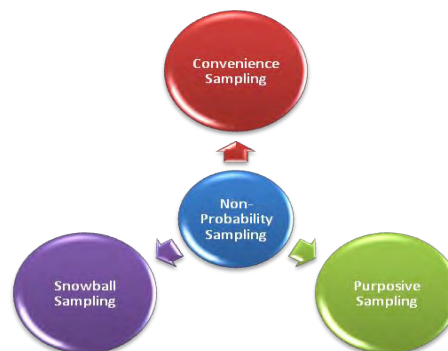 Convenience
Sampling
Non-
Probability
Sampling
Snowball
Sampling
Purposive
Sampling